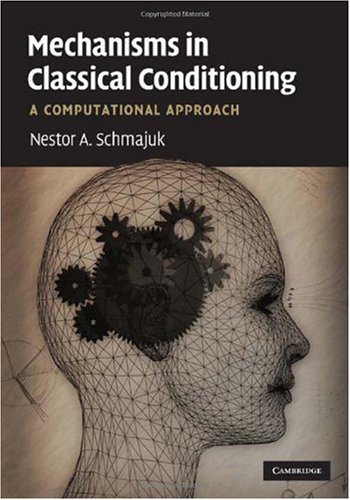 Mechanisms in
Classical Conditioning
A COMPUTATIONAL APPROACH
Nestor A. Schmajuk
CAMBRIDGE